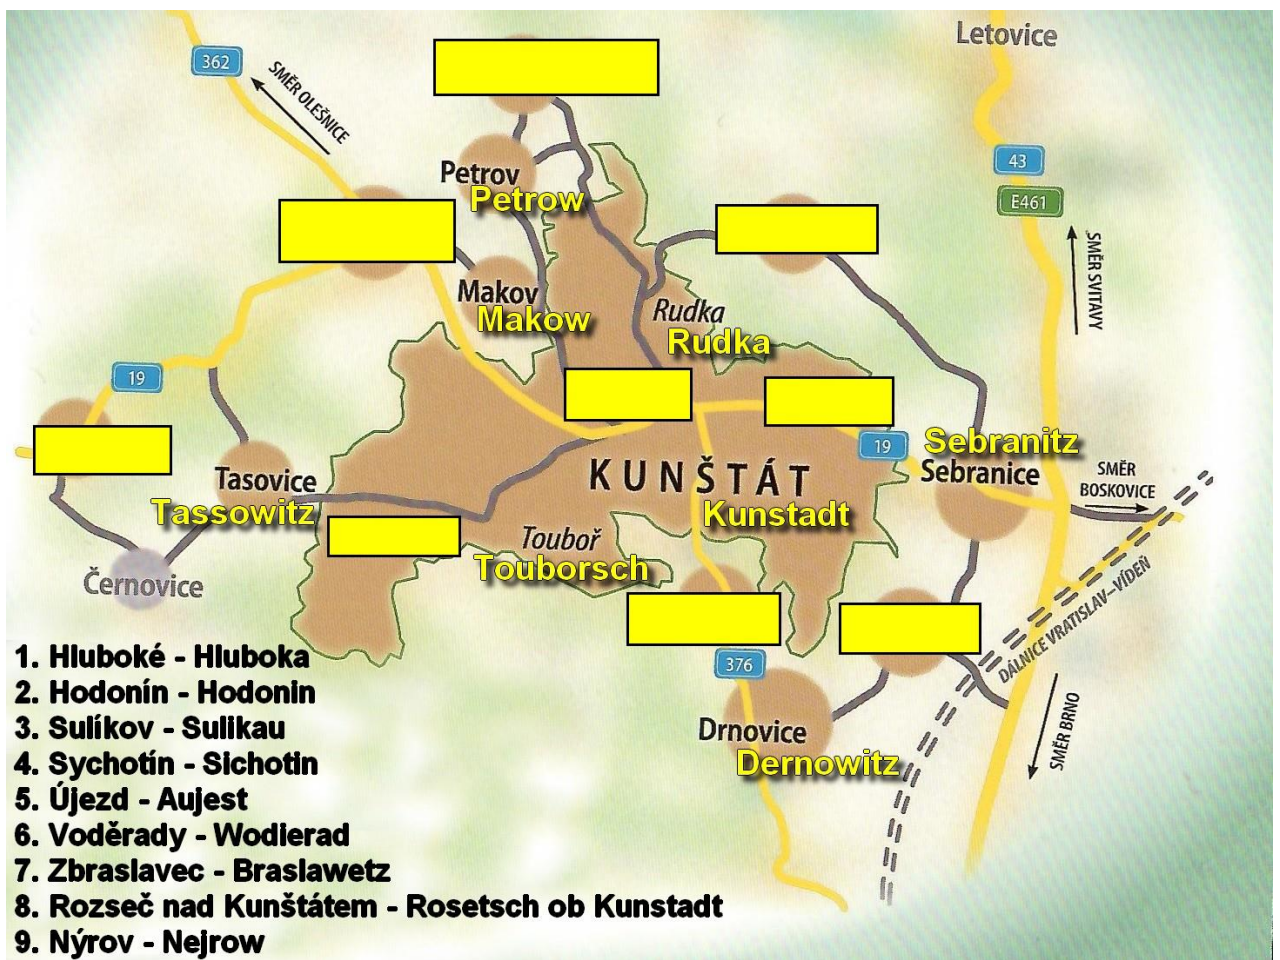 Letovice
362
SMĚR OLEŠNICE
43
E461
Petrov
Petrow
SMĚR SVITAVY
Makov
Makow
Rudka
Rudka
19
19
Sebranitz
Sebranice
SMĚR
BOSKOVICE
Tasovice
Tassowitz
KUNŠTÁT
Kunstadt
Touboř
Touborsch
Černovice
DÁLNICE VRATISLAV–VÍDEŇ
376
SMĚR BRNO
Drnovice
Dernowitz
1. Hluboké - Hluboka
2. Hodonín - Hodonin
3. Sulíkov - Sulikau
4. Sychotín - Sichotin
5. Újezd - Aujest
6. Voděrady - Wodierad
7. Zbraslavec - Braslawetz
8. Rozseč nad Kunštátem - Rosetsch ob Kunstadt
9. Nýrov - Nejrow